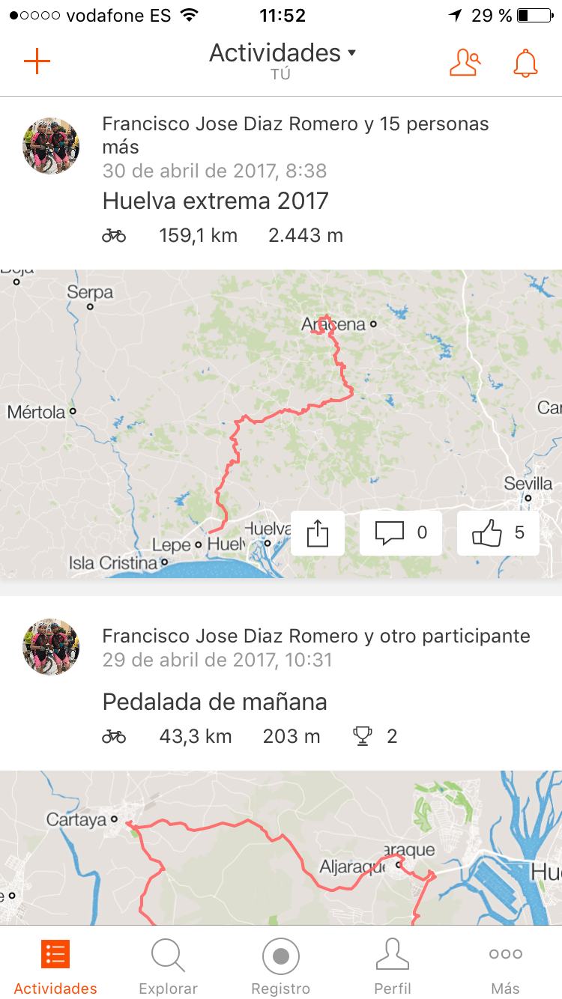 vodafone ES 11:52 29 %
Actividades
TÚ
Francisco Jose Diaz Romero y 15 personas
más
30 de abril de 2017, 8:38
Huelva extrema 2017
159,1 km 2.443 m
Serpa
Aracena
Mértola
Sevilla
Huelva
Lepe
Isla Cristina
0
5
Francisco Jose Diaz Romero y otro participante
29 de abril de 2017, 10:31
Pedalada de mañana
43,3 km 203 m 2
Cartaya
araque
Aljaraque
Hu
Actividades Explorar Registro Perfil Más